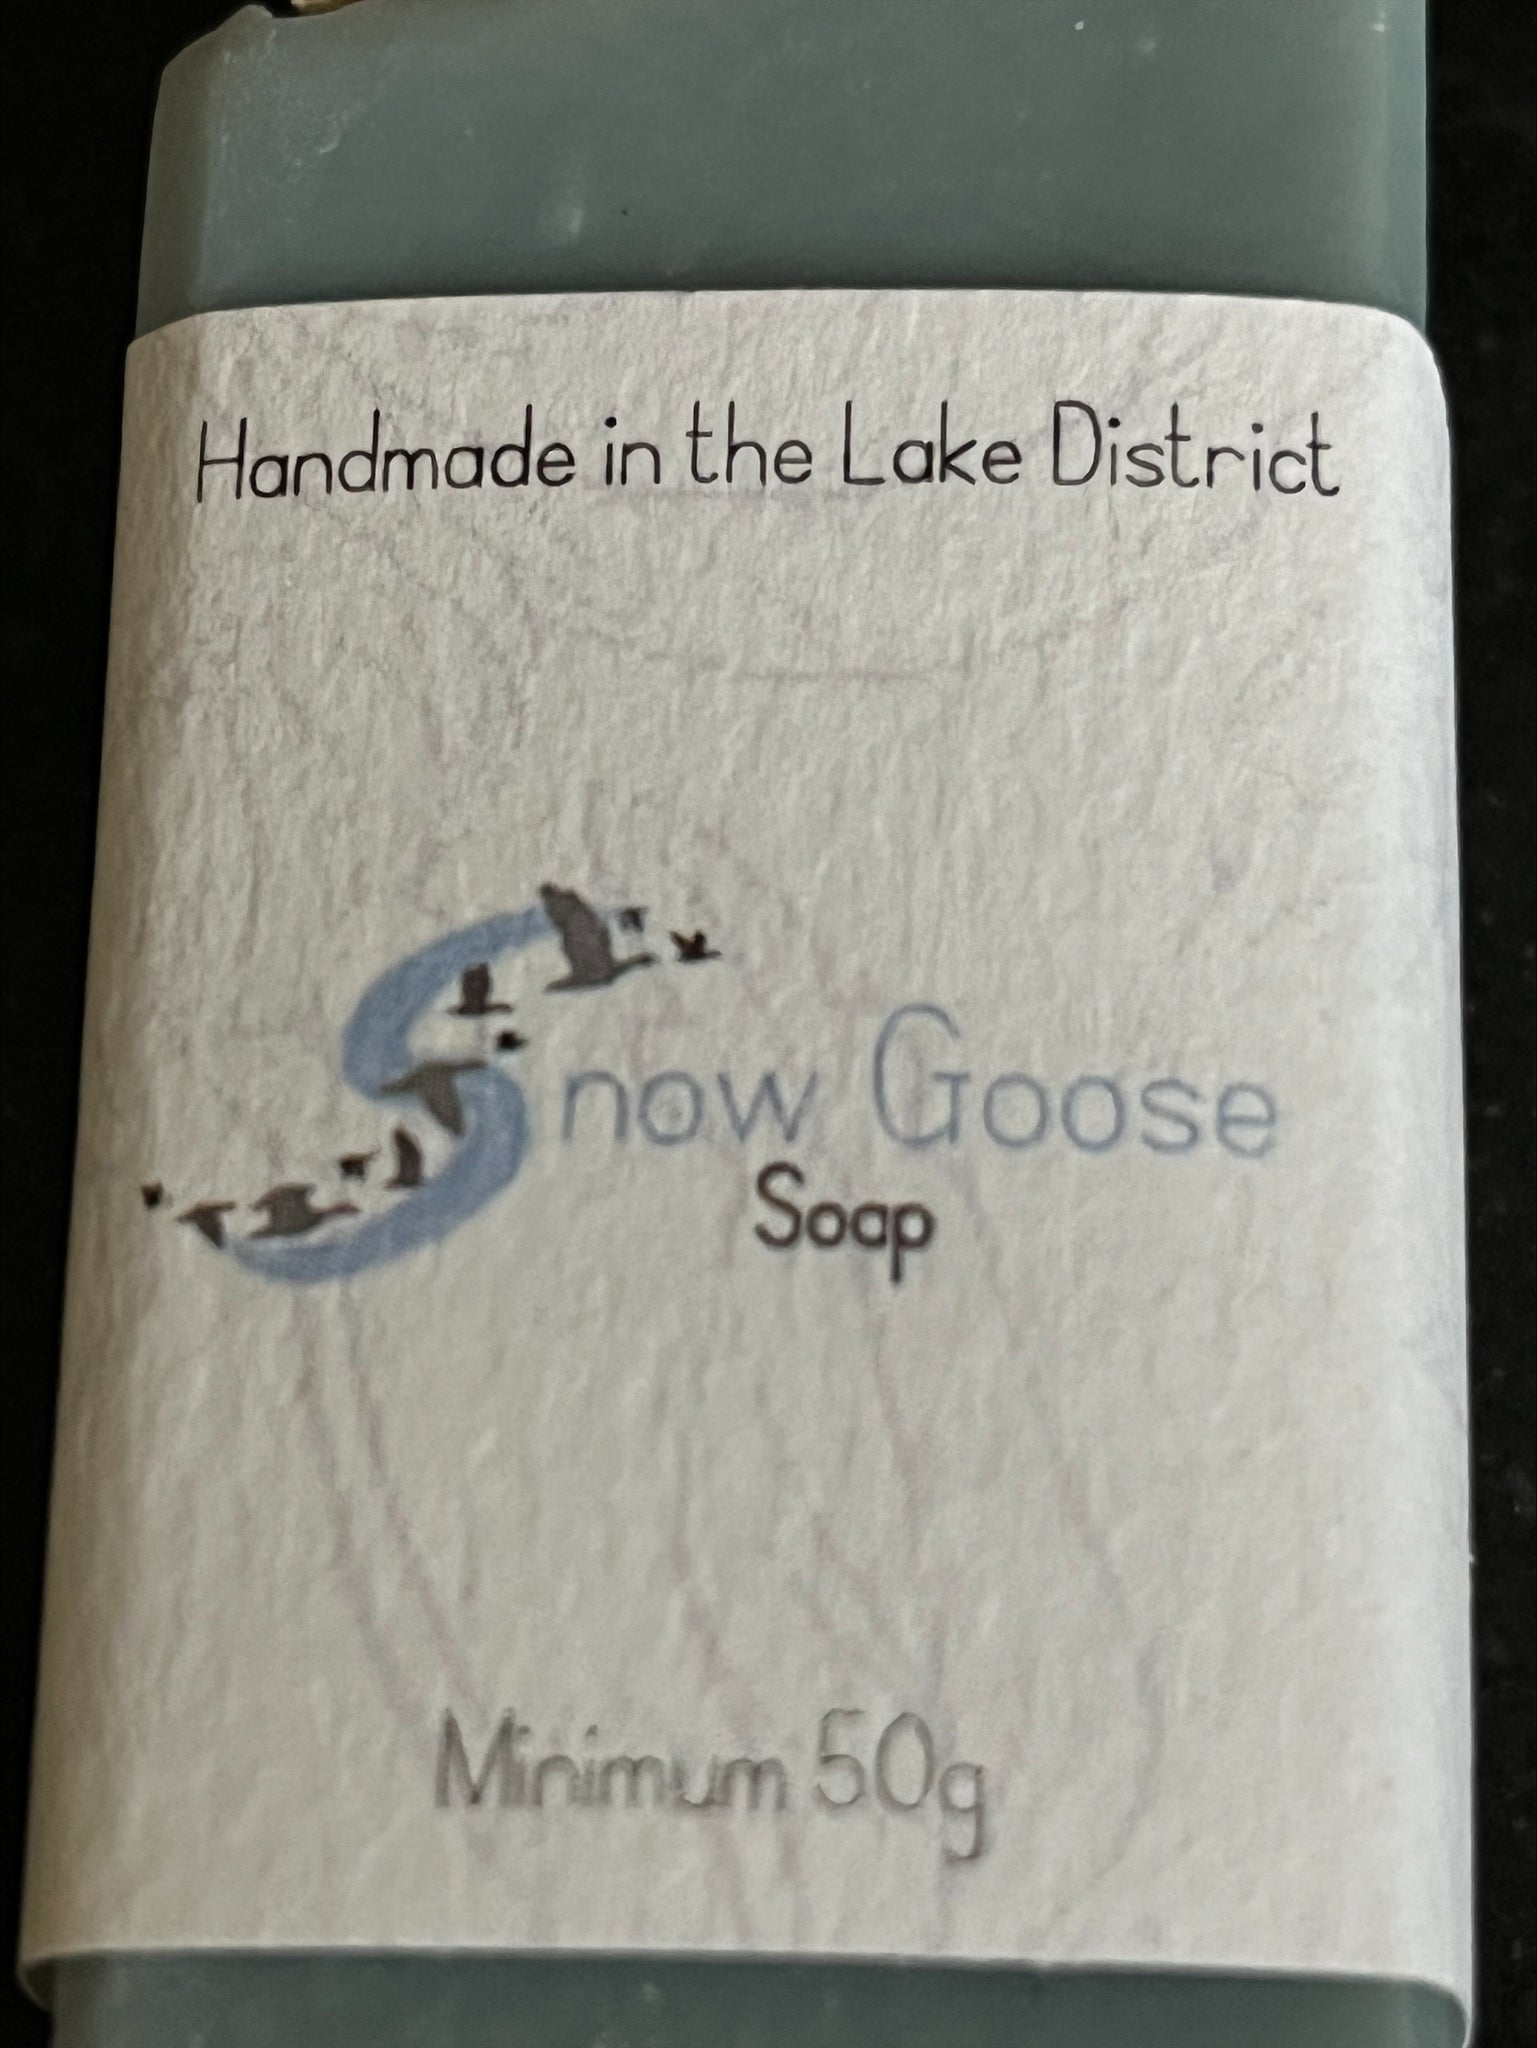 Handmade in the Lake District
Snow Goose
Soap
Minimum 50g